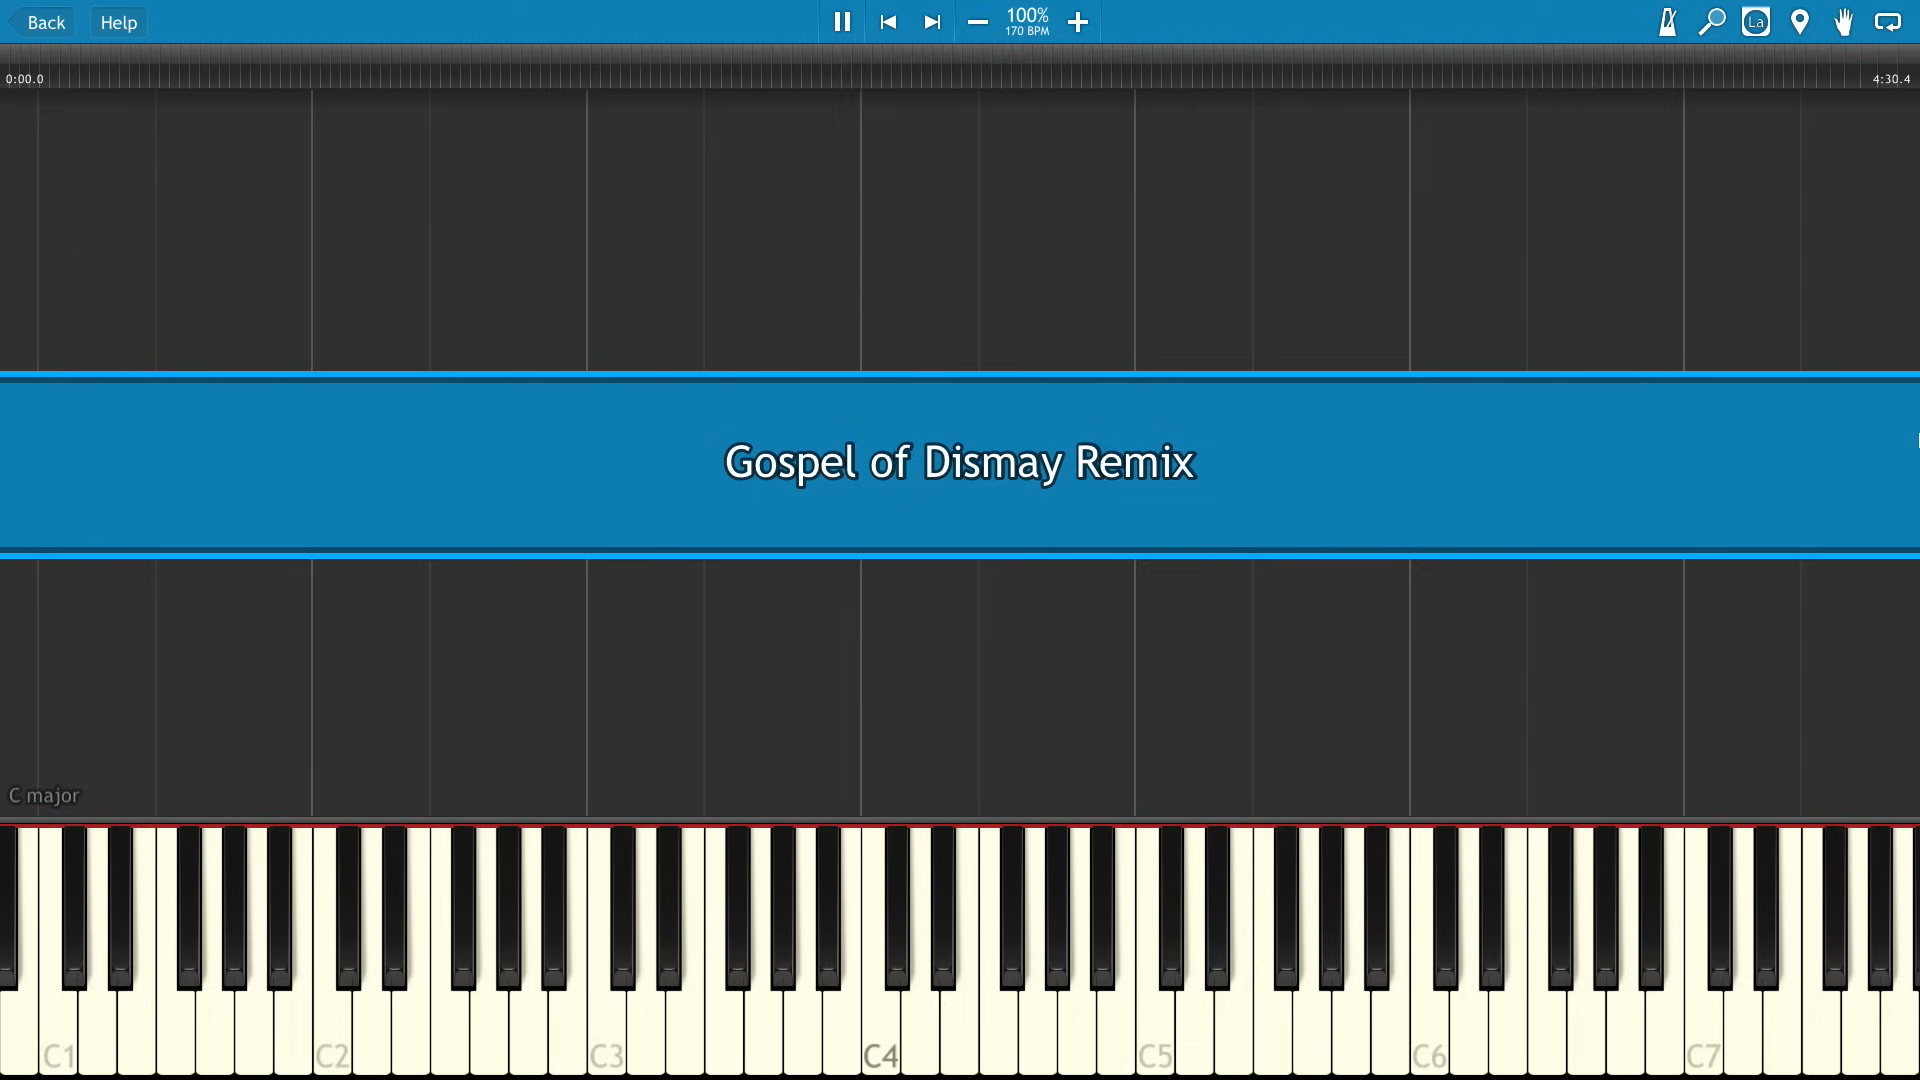 Back Help 100%
170 BPM
La
0:00.0 4:30.4
Gospel of Dismay Remix
C major
C1 C2 C3 C4 C5 C6 C7